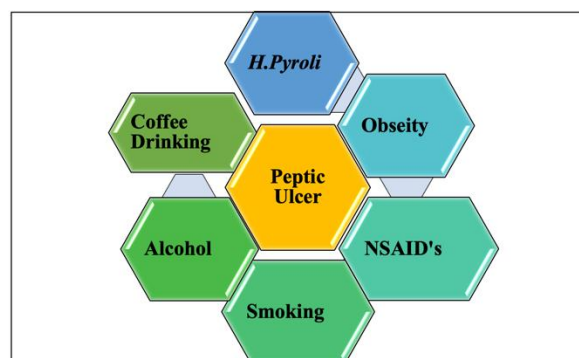 H.Pyroli
Obseity
NSAID's
Smoking
Alcohol
Coffee
Drinking
Peptic
Ulcer